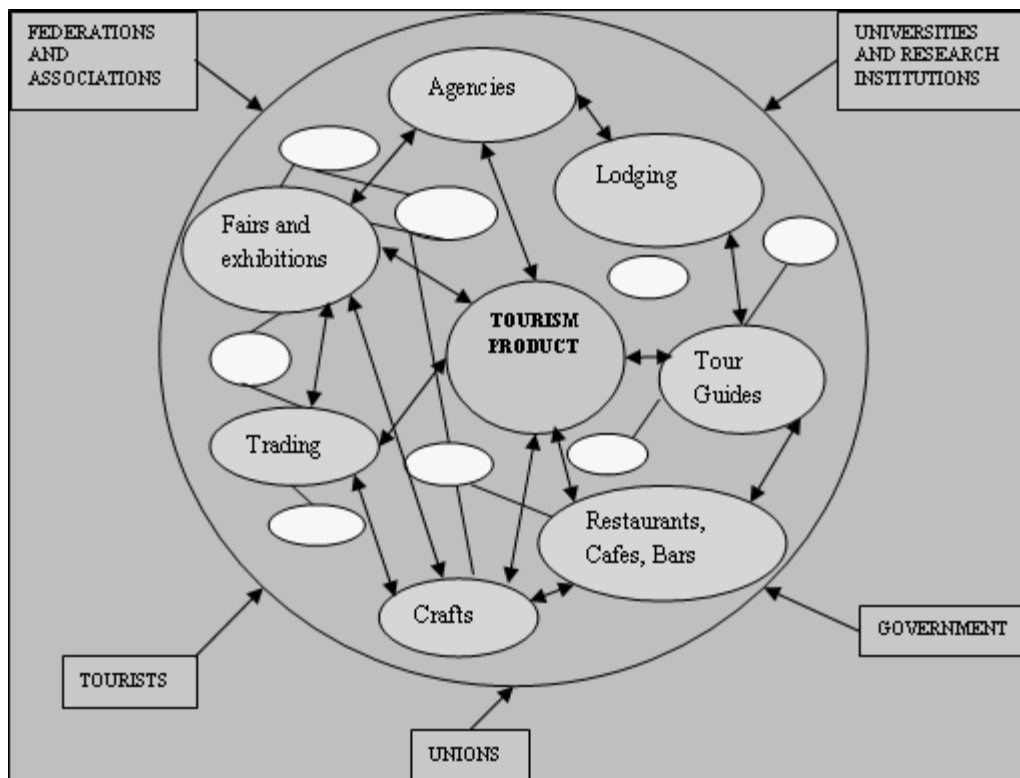 FEDERATIONS
AND
ASSOCIATIONS
UNIVERSITIES
AND RESEARCH
INSTITUTIONS
Agencies
Lodging
Fairs and
exhibitions
TOURISM
PRODUCT
Tour
Guides
Trading
Restaurants,
Cafes, Bars
Crafts
GOVERNMENT
TOURISTS
UNIONS